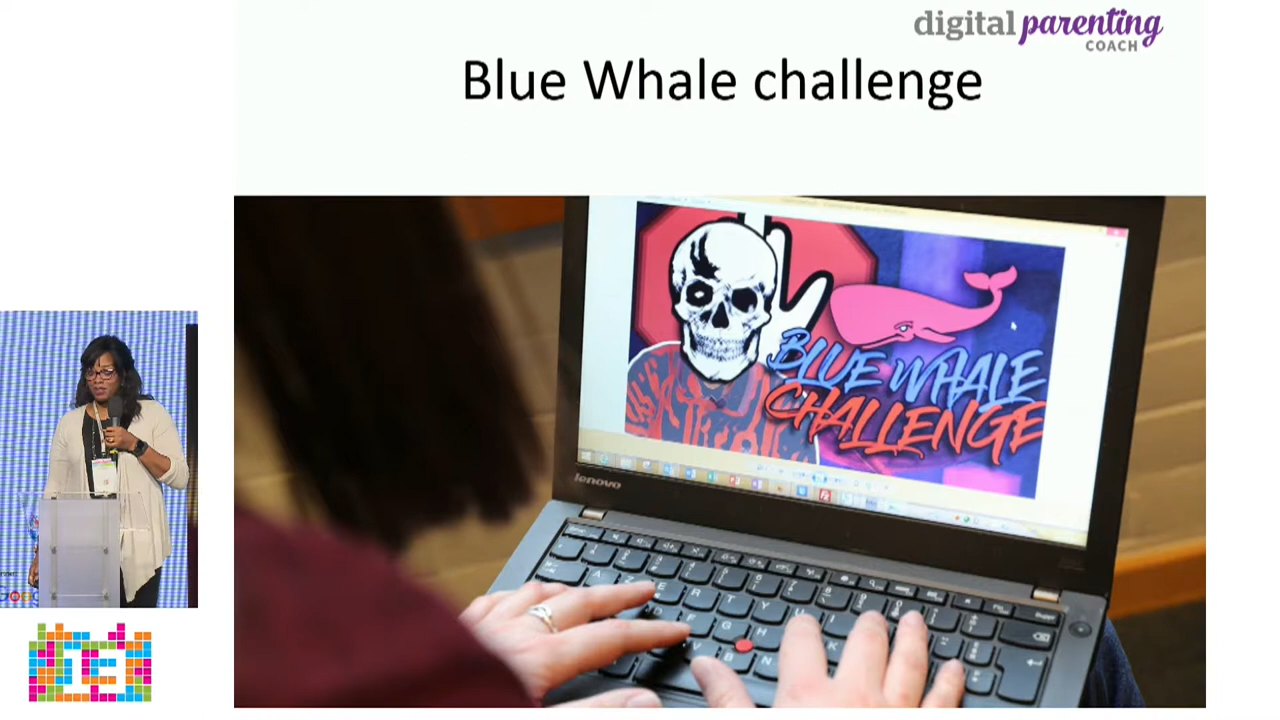 digital parenting
COACH
Blue Whale challenge
BLUE WHALE
CHALLENGE
lenovo